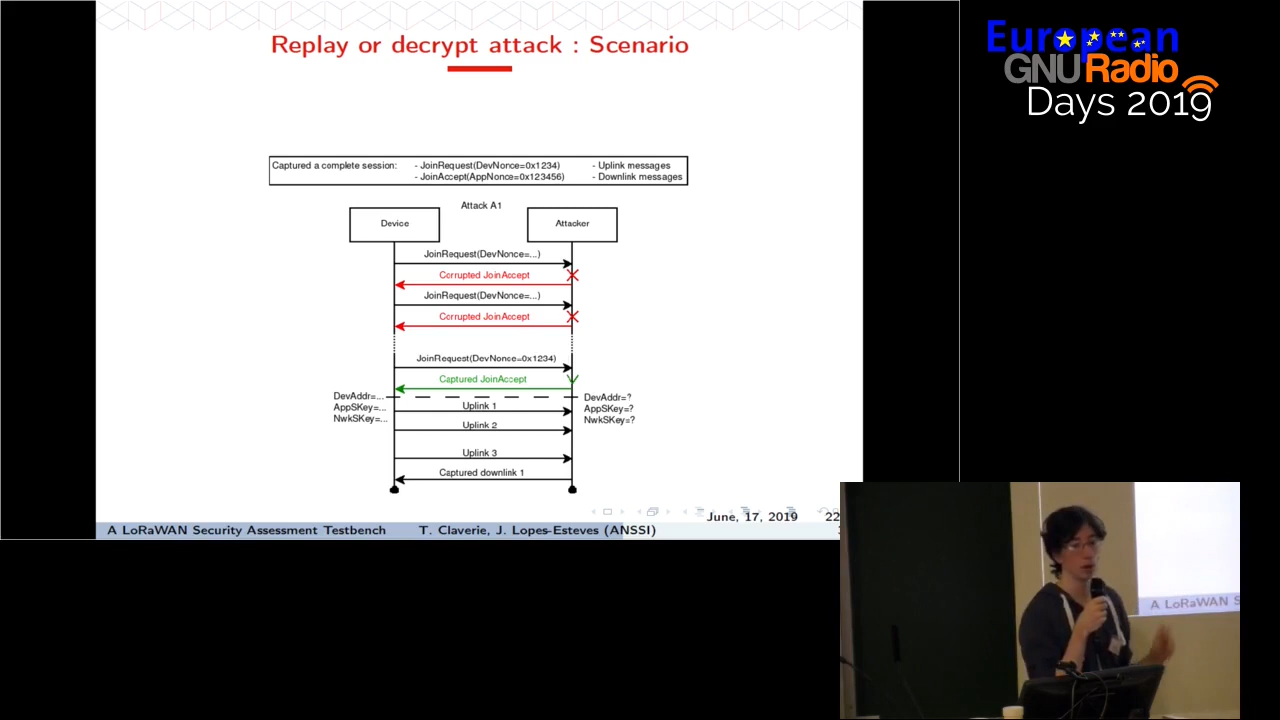 Replay or decrypt attack : Scenario
European
GNURadio
Days 2019
Captured a complete session: - JoinRequest(DevNonce=0x1234) - Uplink messages
- JoinAccept(AppNonce=0x123456) - Downlink messages
Attack A1
Device Attacker
JoinRequest(DevNonce=...)
Corrupted JoinAccept
JoinRequest(DevNonce=...)
Corrupted JoinAccept
JoinRequest(DevNonce=0x1234)
Captured JoinAccept
DevAddr=... DevAddr=?
AppSKey=... Uplink 1 AppSKey=?
NwkSKey=... NwkSKey=?
Uplink 2
Uplink 3
Captured downlink 1
June, 17, 2019 22
A LoRaWAN Security Assessment Testbench T. Claverie, J. Lopes-Esteves (ANSSI)
A LoRaWAN S